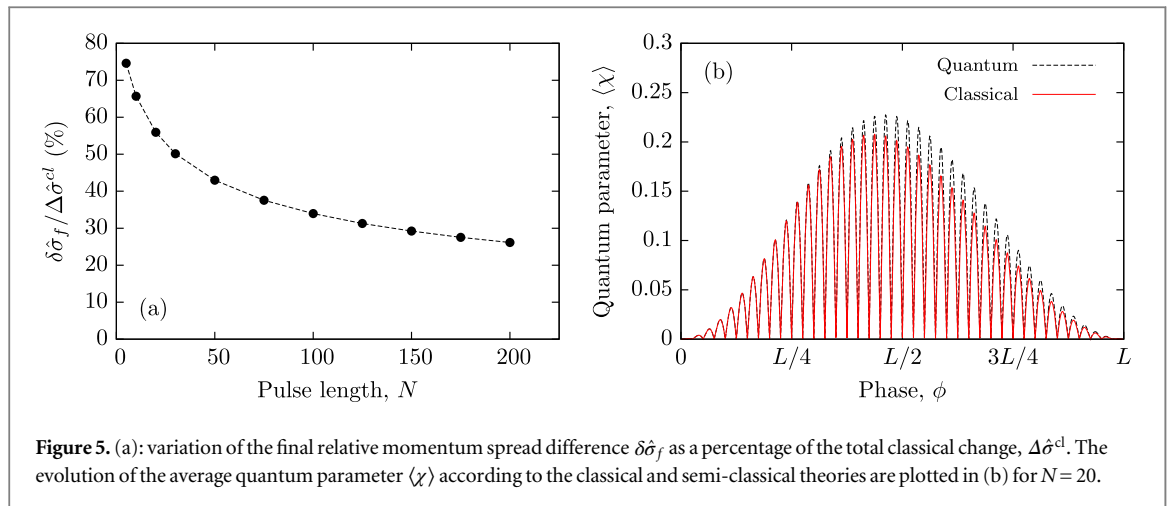 80
70
60
50
40
30
20
10
0
δσ̂_f/Δσ̂^{cl} (%)
(a)
0 50 100 150 200
Pulse length, N
0.3
0.25
0.2
0.15
0.1
0.05
0
Quantum parameter, ⟨χ⟩
(b)
Quantum
Classical
0 L/4 L/2 3L/4 L
Phase, ϕ
Figure 5. (a): variation of the final relative momentum spread difference δσ̂_f as a percentage of the total classical change, Δσ̂^{cl}. The
evolution of the average quantum parameter ⟨χ⟩ according to the classical and semi-classical theories are plotted in (b) for N = 20.